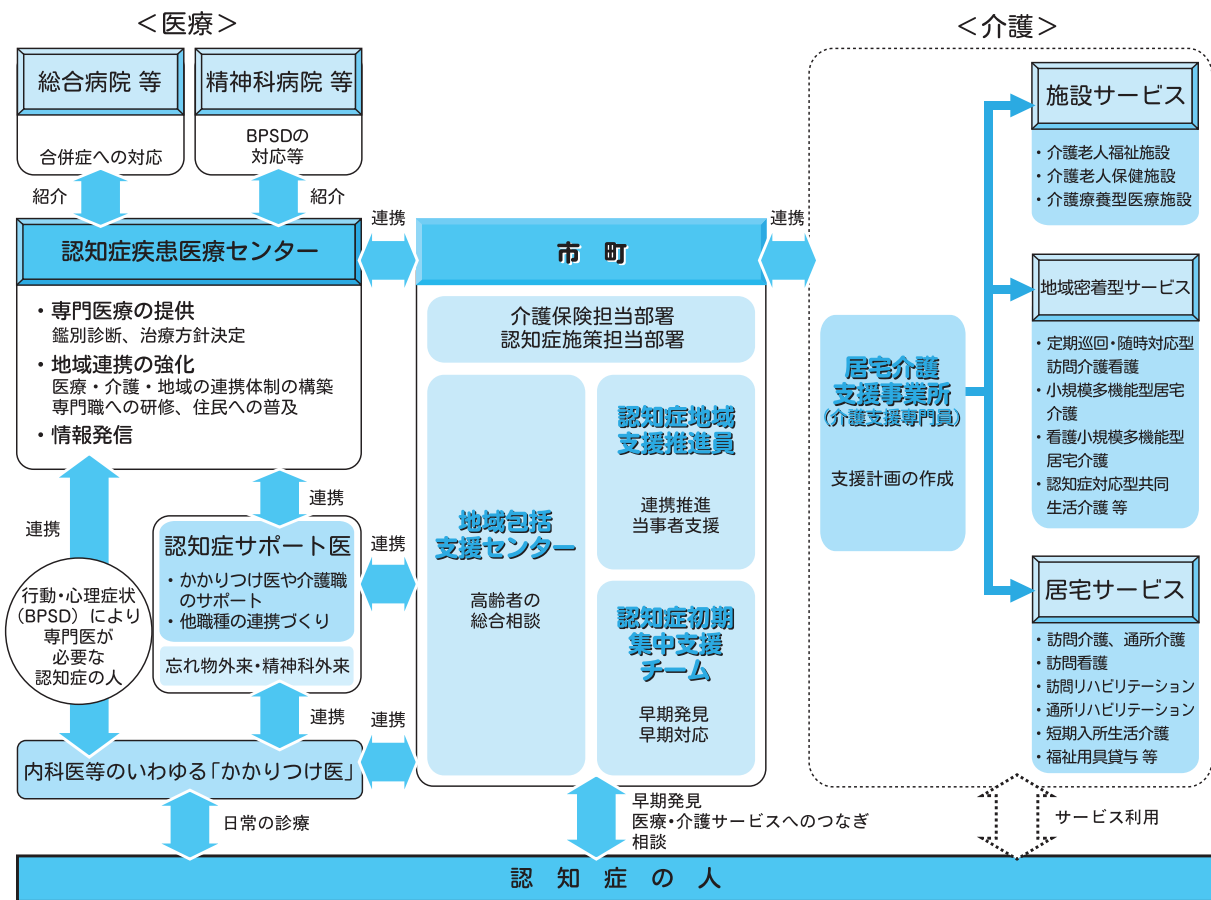 ＜医療＞
総合病院 等
合併症への対応
精神科病院 等
BPSDの
対応等
紹介
紹介
認知症疾患医療センター
・専門医療の提供
鑑別診断、治療方針決定
・地域連携の強化
医療・介護・地域の連携体制の構築
専門職への研修、住民への普及
・情報発信
連携
連携
行動・心理症状
（BPSD）により
専門医が
必要な
認知症の人
認知症サポート医
・かかりつけ医や介護職
のサポート
・他職種の連携づくり
忘れ物外来・精神科外来
連携
内科医等のいわゆる「かかりつけ医」
日常の診療
連携
連携
連携
市 町
介護保険担当部署
認知症施策担当部署
地域包括
支援センター
高齢者の
総合相談
認知症地域
支援推進員
連携推進
当事者支援
認知症初期
集中支援
チーム
早期発見
早期対応
早期発見
医療・介護サービスへのつなぎ
相談
連携
＜介護＞
居宅介護
支援事業所
（介護支援専門員）
支援計画の作成
施設サービス
・介護老人福祉施設
・介護老人保健施設
・介護療養型医療施設
地域密着型サービス
・定期巡回・随時対応型
訪問介護看護
・小規模多機能型居宅
介護
・看護小規模多機能型
居宅介護
・認知症対応型共同
生活介護 等
居宅サービス
・訪問介護、通所介護
・訪問看護
・訪問リハビリテーション
・通所リハビリテーション
・短期入所生活介護
・福祉用具貸与 等
サービス利用
認 知 症 の 人